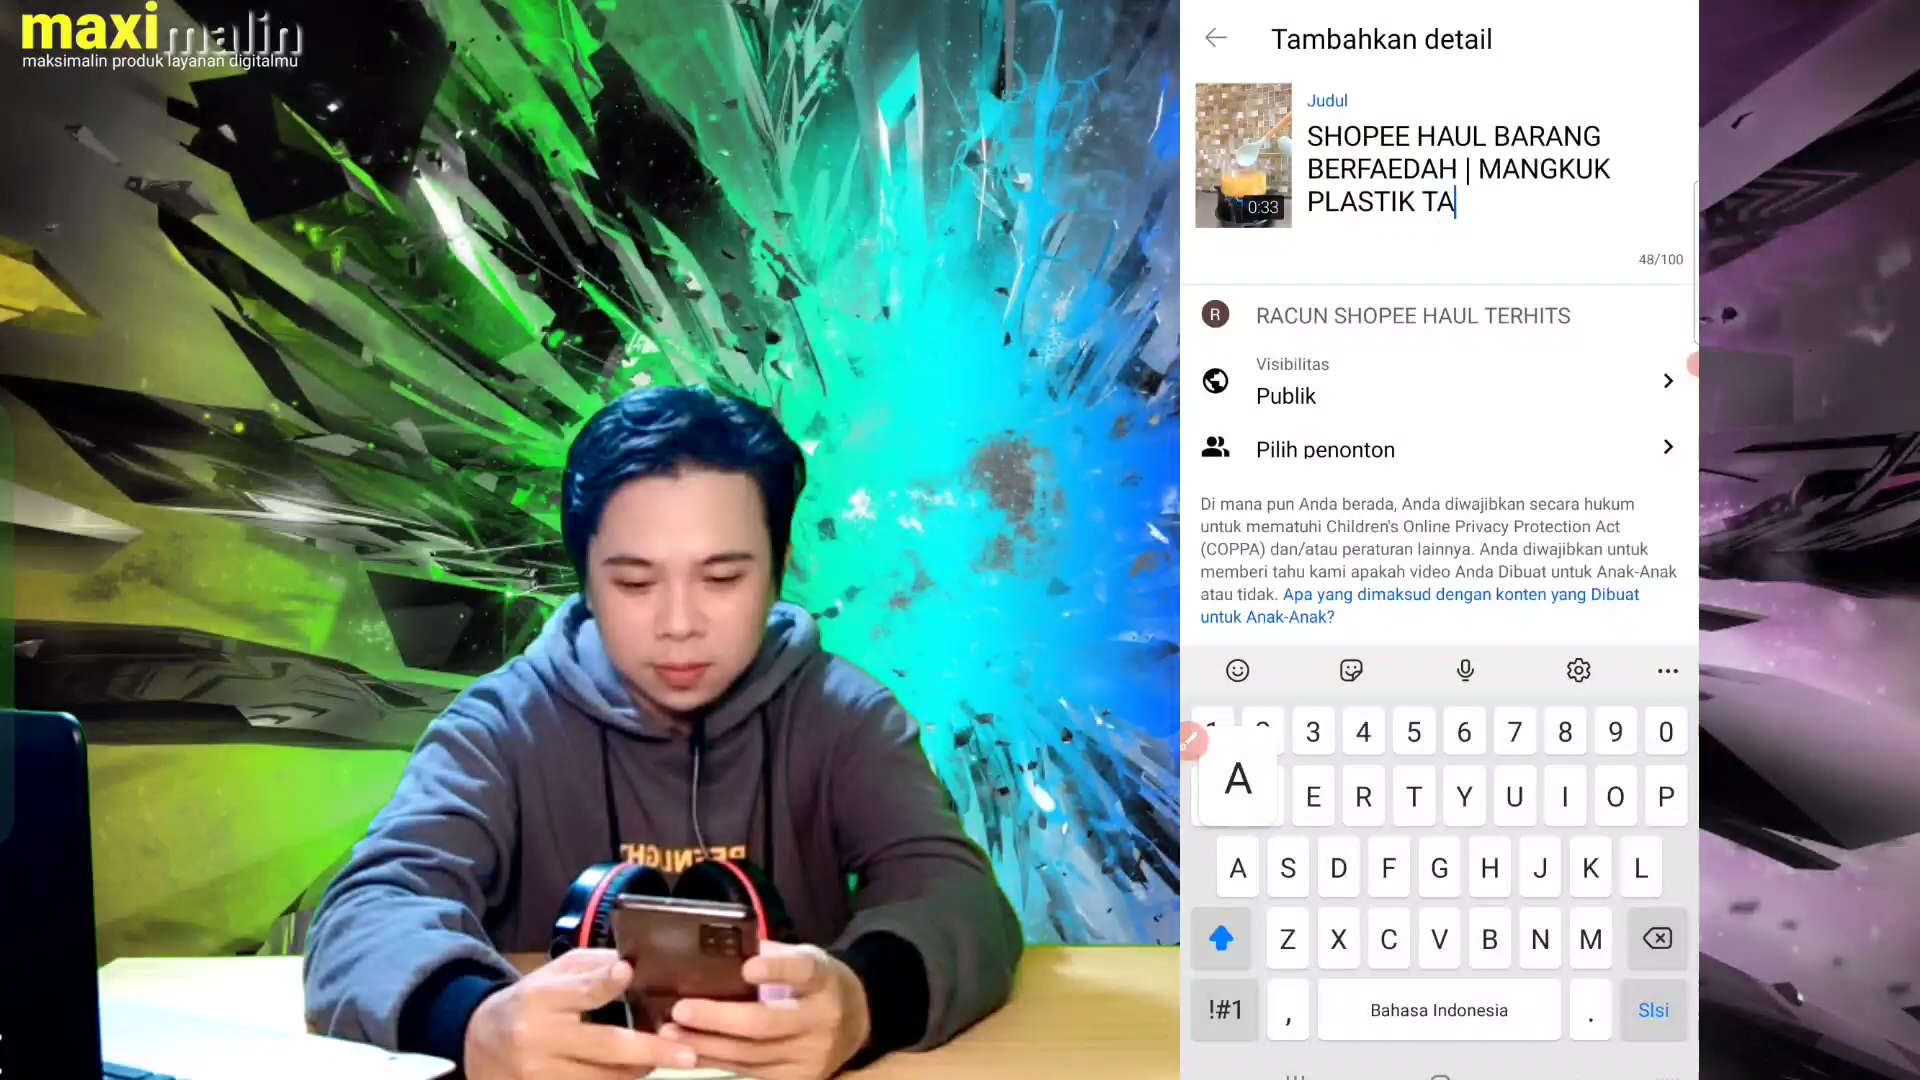 maximalin
maksimalin produk layanan digitalmu
Tambahkan detail
Judul
SHOPEE HAUL BARANG
BERFAEDAH | MANGKUK
PLASTIK TA
0:33
48/100
R
RACUN SHOPEE HAUL TERHITS
Visibilitas
Publik
Pilih penonton
Di mana pun Anda berada, Anda diwajibkan secara hukum
untuk mematuhi Children's Online Privacy Protection Act
(COPPA) dan/atau peraturan lainnya. Anda diwajibkan untuk
memberi tahu kami apakah video Anda Dibuat untuk Anak-Anak
atau tidak. Apa yang dimaksud dengan konten yang Dibuat
untuk Anak-Anak?
3 4 5 6 7 8 9 0
A
E R T Y U I O P
A S D F G H J K L
Z X C V B N M
!#1 , Bahasa Indonesia . Slsi